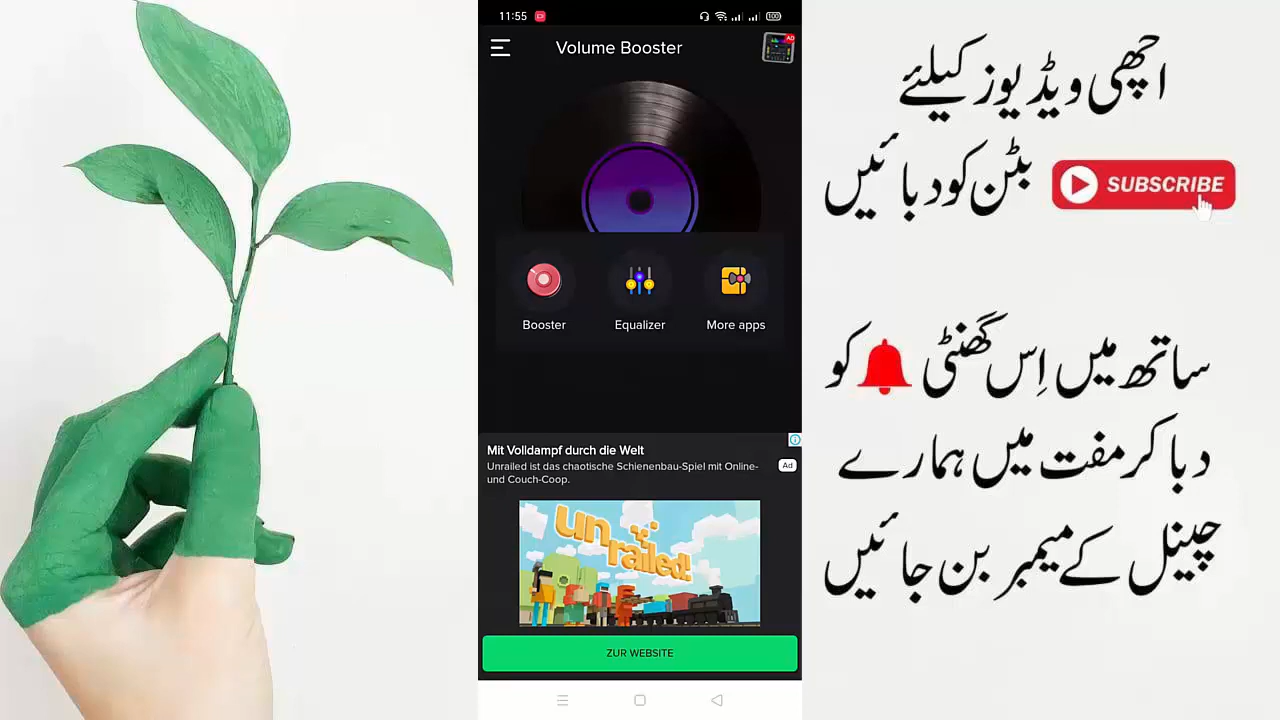 11:55
100
Volume Booster
AD
Booster
Equalizer
More apps
Mit Volldampf durch die Welt
Unrailed ist das chaotische Schienenbau-Spiel mit Online-
und Couch-Coop.
Ad
unrailed!
ZUR WEBSITE
اچھی ویڈیوز کیلئے
SUBSCRIBE بٹن کو دبائیں
ساتھ میں اِس گھنٹی کو
دبا کر مفت میں ہمارے
چینل کے میمبر بن جائیں